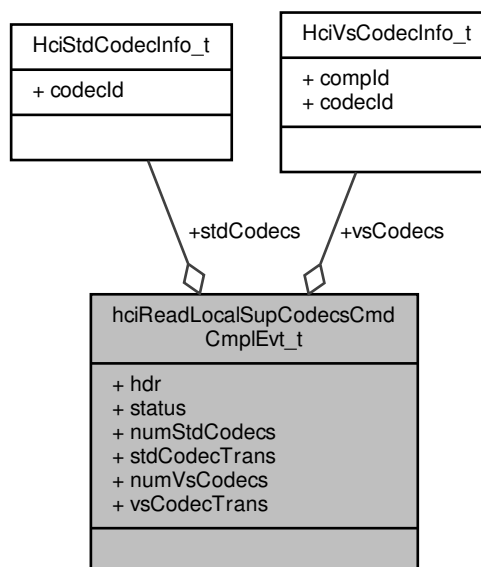 HciStdCodecInfo_t
+ codecId
HciVsCodecInfo_t
+ compId
+ codecId
+stdCodecs
+vsCodecs
hciReadLocalSupCodecsCmd
CmplEvt_t
+ hdr
+ status
+ numStdCodecs
+ stdCodecTrans
+ numVsCodecs
+ vsCodecTrans